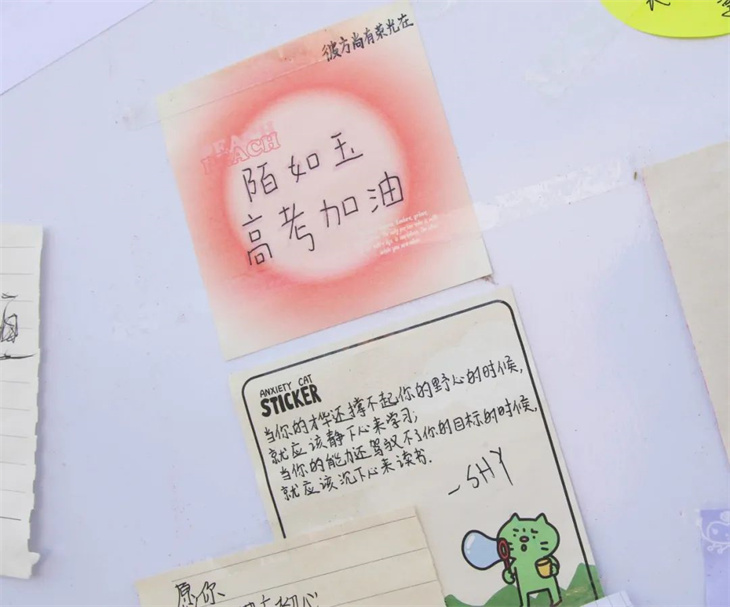 彼方尚有荣光在
PEACH
陌如玉
高考加油
ANXIETY CAT
STICKER
当你的才华还撑不起你的野心的时候,
就应该静下心来学习;
当你的能力还驾驭不了你的目标的时候,
就应该沉下心来读书.
—SHY
愿你